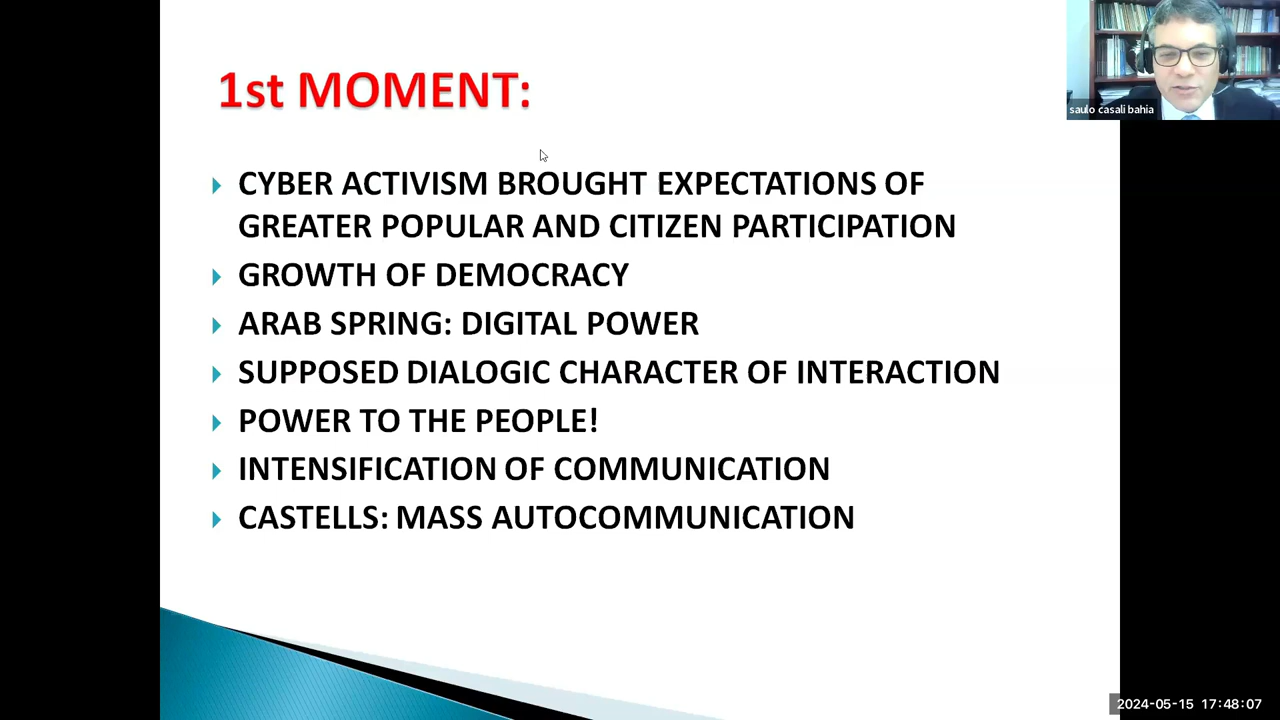 1st MOMENT:
saulo casali bahia
CYBER ACTIVISM BROUGHT EXPECTATIONS OF
GREATER POPULAR AND CITIZEN PARTICIPATION
GROWTH OF DEMOCRACY
ARAB SPRING: DIGITAL POWER
SUPPOSED DIALOGIC CHARACTER OF INTERACTION
POWER TO THE PEOPLE!
INTENSIFICATION OF COMMUNICATION
CASTELLS: MASS AUTOCOMMUNICATION
2024-05-15 17:48:07